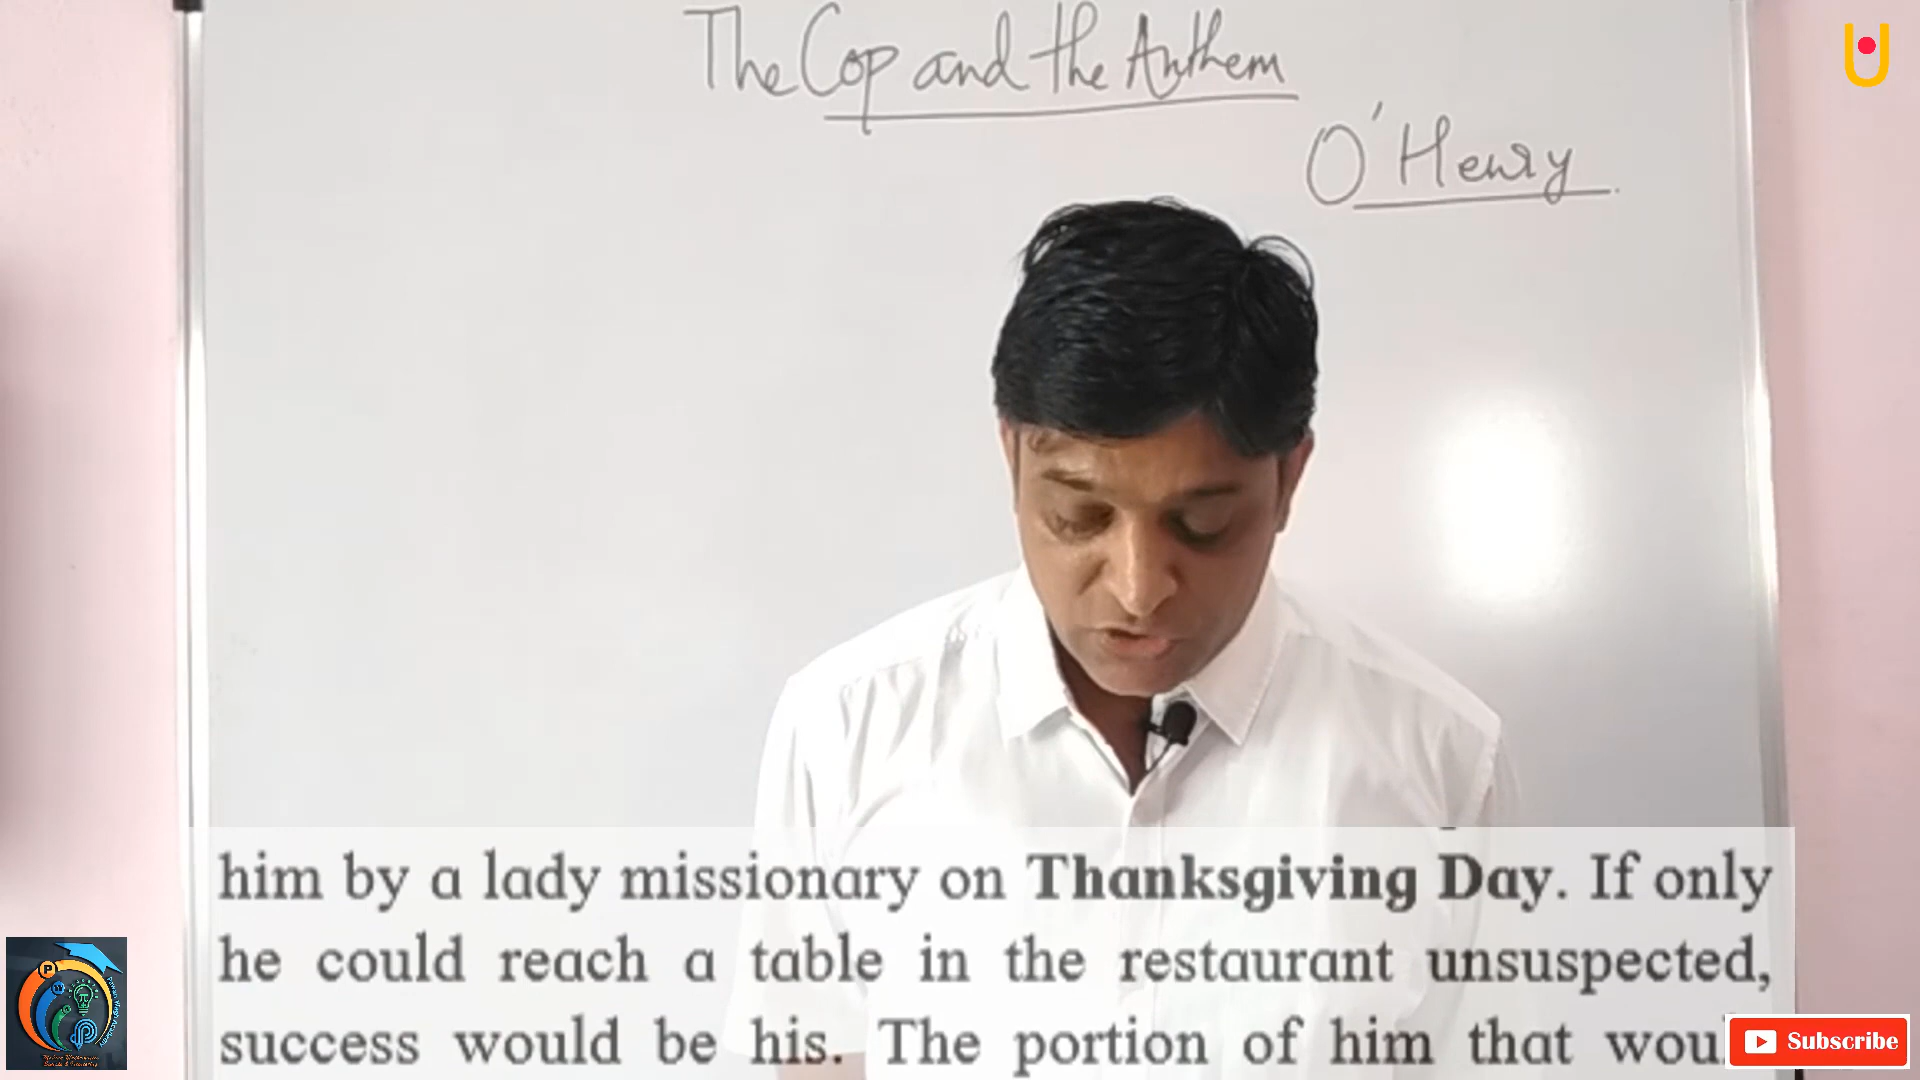 The Cop and the Anthem
O'Henry
him by a lady missionary on Thanksgiving Day. If only
he could reach a table in the restaurant unsuspected,
success would be his. The portion of him that wou
Subscribe